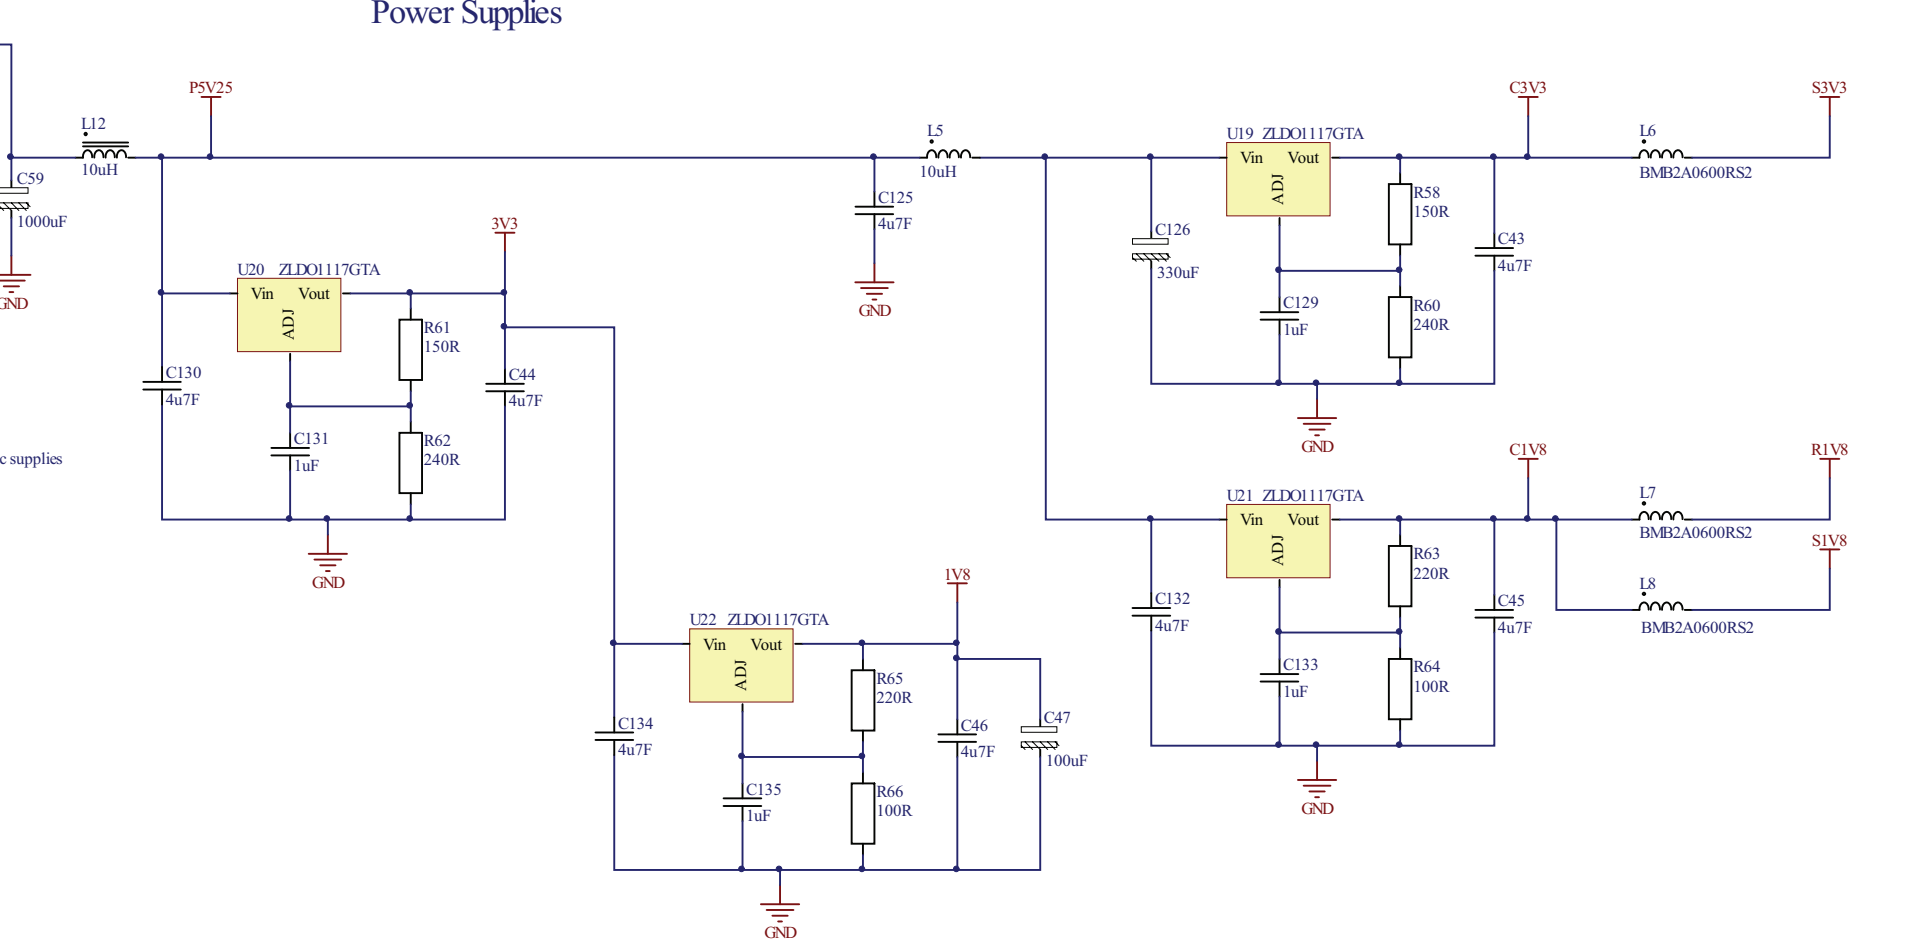 Power Supplies
P5V25
C3V3
S3V3
L12
10uH
L5
10uH
U19 ZLDO1117GTA
Vin Vout
ADJ
L6
BMB2A0600RS2
C59
1000uF
GND
C125
4u7F
GND
R58
150R
C126
330uF
C43
4u7F
C129
1uF
R60
240R
GND
3V3
U20 ZLDO1117GTA
Vin Vout
ADJ
R61
150R
C130
4u7F
C44
4u7F
C131
1uF
R62
240R
GND
c supplies
C1V8
R1V8
U21 ZLDO1117GTA
Vin Vout
ADJ
L7
BMB2A0600RS2
S1V8
R63
220R
L8
BMB2A0600RS2
C132
4u7F
C45
4u7F
C133
1uF
R64
100R
GND
1V8
U22 ZLDO1117GTA
Vin Vout
ADJ
R65
220R
C134
4u7F
C46
4u7F
C47
100uF
C135
1uF
R66
100R
GND